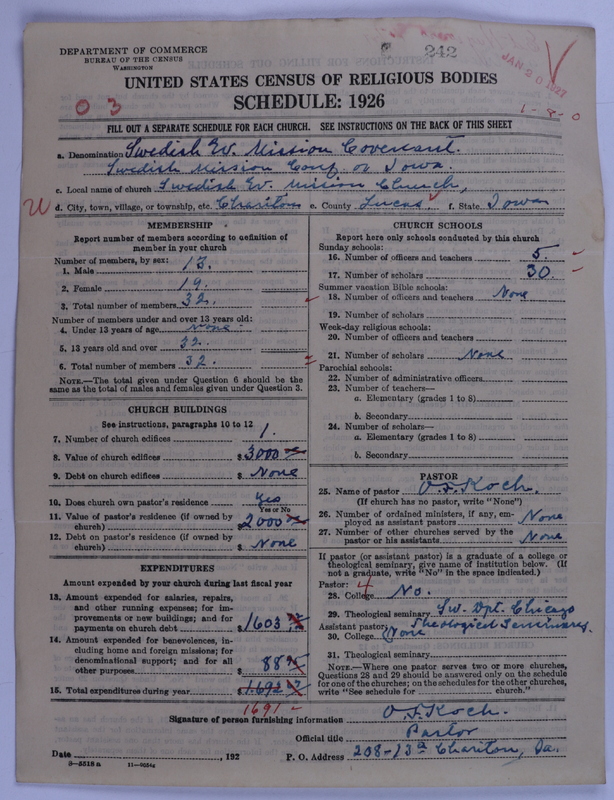 DEPARTMENT OF COMMERCE
BUREAU OF THE CENSUS
WASHINGTON
242
JAN 20 1927
UNITED STATES CENSUS OF RELIGIOUS BODIES
SCHEDULE: 1926
0 3
1-8-0
FILL OUT A SEPARATE SCHEDULE FOR EACH CHURCH. SEE INSTRUCTIONS ON THE BACK OF THIS SHEET
a. Denomination Swedish Ev. Mission Covenant.
Swedish Mission Conf. of Iowa.
c. Local name of church Swedish Ev. Mission Church,
d. City, town, village, or township, etc. Chariton e. County Lucas f. State Iowa
MEMBERSHIP
Report number of members according to definition of
member in your church
Number of members, by sex:
1. Male 13.
2. Female 19.
3. Total number of members 32.
Number of members under and over 13 years old:
4. Under 13 years of age None.
5. 13 years old and over 32.
6. Total number of members 32.
NOTE.—The total given under Question 6 should be the
same as the total of males and females given under Question 3.
CHURCH BUILDINGS
See instructions, paragraphs 10 to 12
7. Number of church edifices 1.
8. Value of church edifices $ 3000
9. Debt on church edifices $ None
10. Does church own pastor's residence Yes
Yes or No
11. Value of pastor's residence (if owned by
church) $ 2000
12. Debt on pastor's residence (if owned by
church) $ None
EXPENDITURES
Amount expended by your church during last fiscal year
13. Amount expended for salaries, repairs,
and other running expenses; for im-
provements or new buildings; and for
payments on church debt $ 1603
14. Amount expended for benevolences, in-
cluding home and foreign missions; for
denominational support; and for all
other purposes $ 88
15. Total expenditures during year $ 1692
1691
CHURCH SCHOOLS
Report here only schools conducted by this church
Sunday schools:
16. Number of officers and teachers 5.
17. Number of scholars 30
Summer vacation Bible schools:
18. Number of officers and teachers None
19. Number of scholars
Week-day religious schools:
20. Number of officers and teachers
21. Number of scholars None
Parochial schools:
22. Number of administrative officers
23. Number of teachers—
a. Elementary (grades 1 to 8)
b. Secondary
24. Number of scholars—
a. Elementary (grades 1 to 8)
b. Secondary
PASTOR
25. Name of pastor O. F. Koch.
(If church has no pastor, write "None")
26. Number of ordained ministers, if any, em-
ployed as assistant pastors None
27. Number of other churches served by the
pastor or his assistants None
If pastor (or assistant pastor) is a graduate of a college or
theological seminary, give name of institution below. (If
not a graduate, write "No" in the space indicated.)
Pastor: 4
28. College No.
29. Theological seminary Sw. Dpt. Chicago
Assistant pastor: Theological Seminary.
30. College None
31. Theological seminary
NOTE.—Where one pastor serves two or more churches,
Questions 28 and 29 should be answered only on the schedule
for one of the churches; on the schedules for the other churches,
write "See schedule for church."
Signature of person furnishing information O. F. Koch.
Official title Pastor
Date , 192 P. O. Address 208-13a Chariton, Ia.